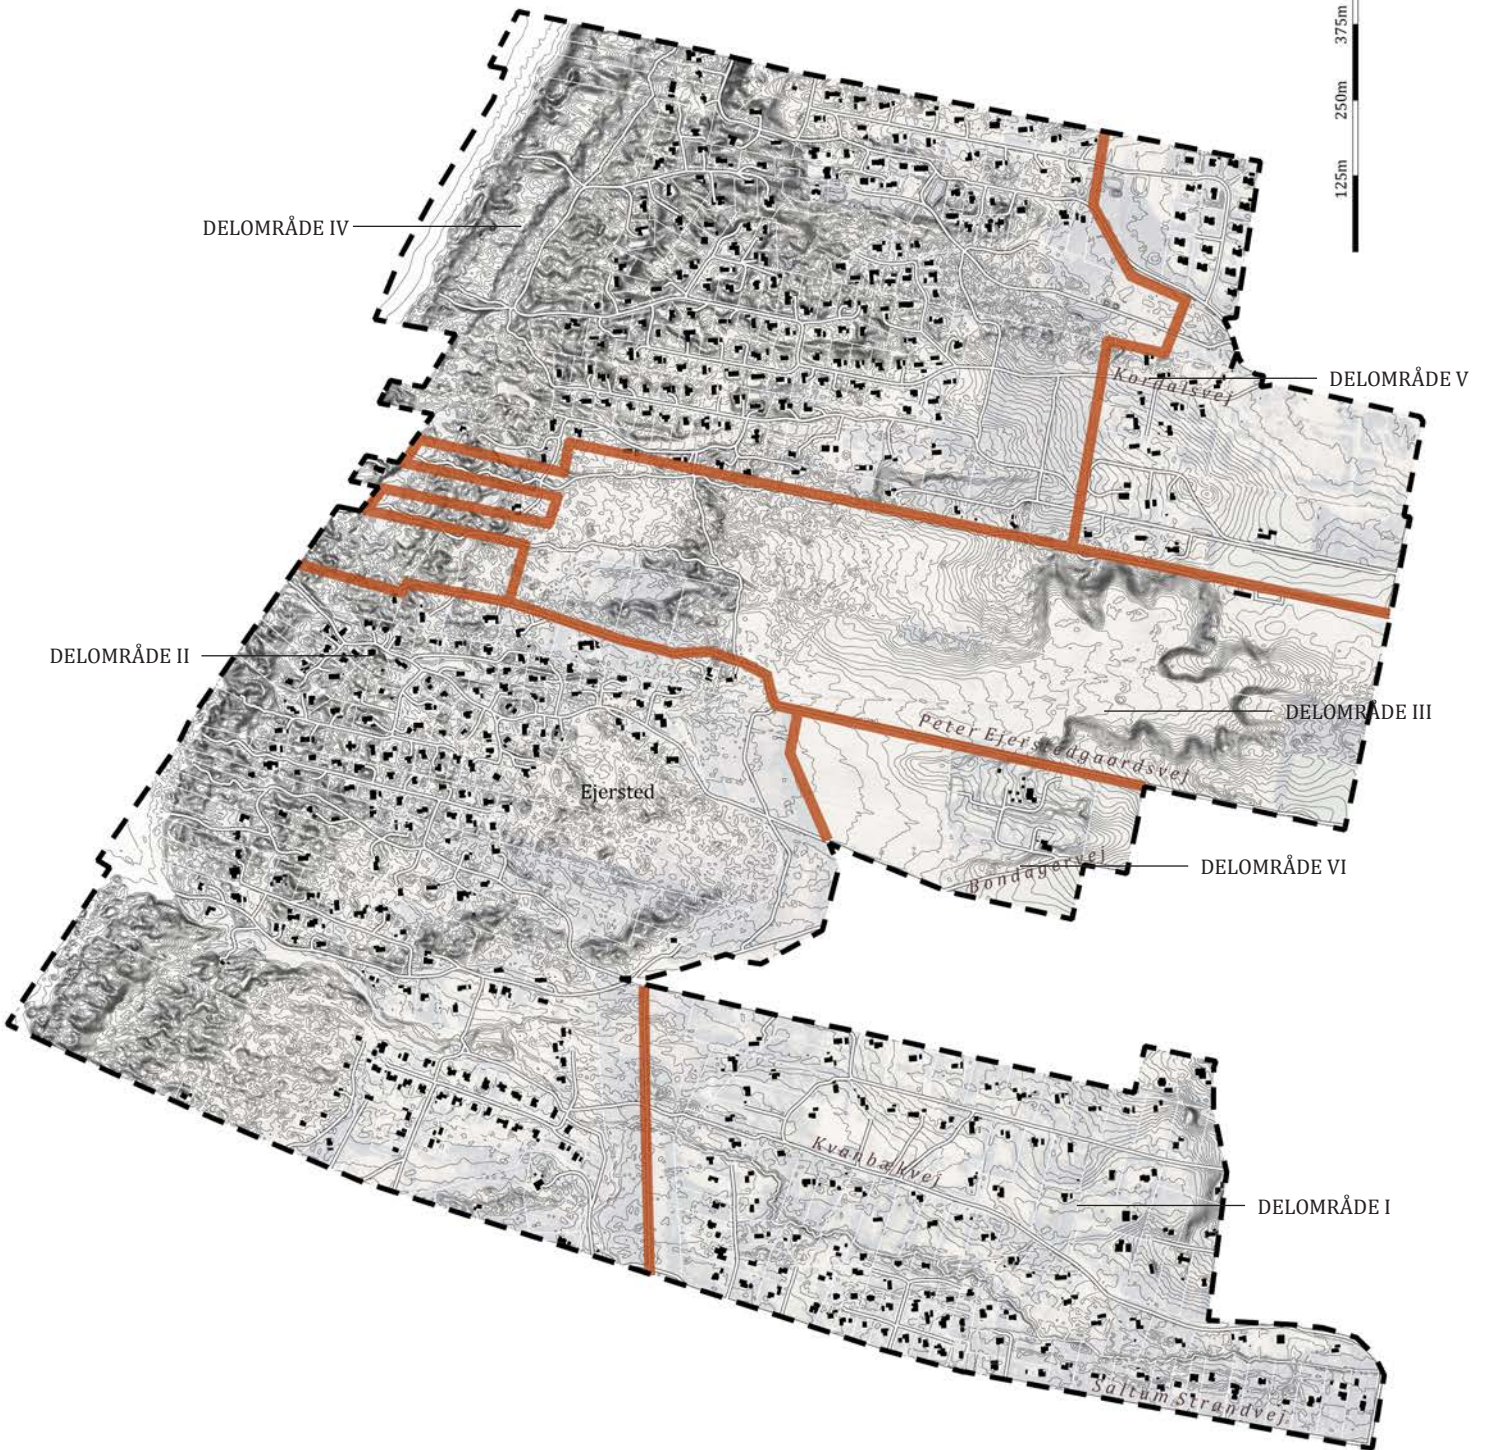 375m
250m
125m
DELOMRÅDE IV
DELOMRÅDE V
Kordalsvej
DELOMRÅDE II
DELOMRÅDE III
Peter Ejerstedgaardsvej
Ejersted
DELOMRÅDE VI
Bondagervej
Kvanbækvej
DELOMRÅDE I
Saltum Strandvej